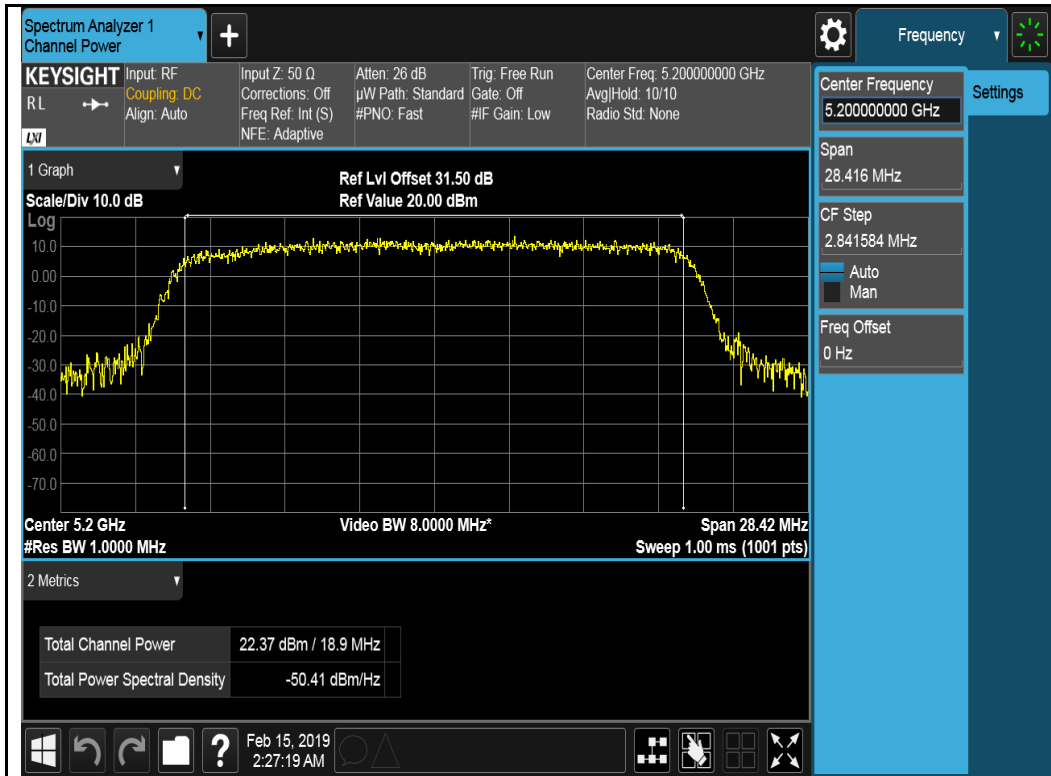 Spectrum Analyzer 1
Channel Power
+
Frequency
KEYSIGHT
R L
LXI
Input: RF
Coupling: DC
Align: Auto
Input Z: 50 Ω
Corrections: Off
Freq Ref: Int (S)
NFE: Adaptive
Atten: 26 dB
µW Path: Standard
#PNO: Fast
Trig: Free Run
Gate: Off
#IF Gain: Low
Center Freq: 5.200000000 GHz
Avg|Hold: 10/10
Radio Std: None
Center Frequency
5.200000000 GHz
Settings
Span
28.416 MHz
CF Step
2.841584 MHz
Auto
Man
Freq Offset
0 Hz
1 Graph
Ref Lvl Offset 31.50 dB
Scale/Div 10.0 dB
Ref Value 20.00 dBm
Log
10.0
0.00
-10.0
-20.0
-30.0
-40.0
-50.0
-60.0
-70.0
Center 5.2 GHz
Video BW 8.0000 MHz*
Span 28.42 MHz
#Res BW 1.0000 MHz
Sweep 1.00 ms (1001 pts)
2 Metrics
Total Channel Power
22.37 dBm / 18.9 MHz
Total Power Spectral Density
-50.41 dBm/Hz
?
Feb 15, 2019
2:27:19 AM